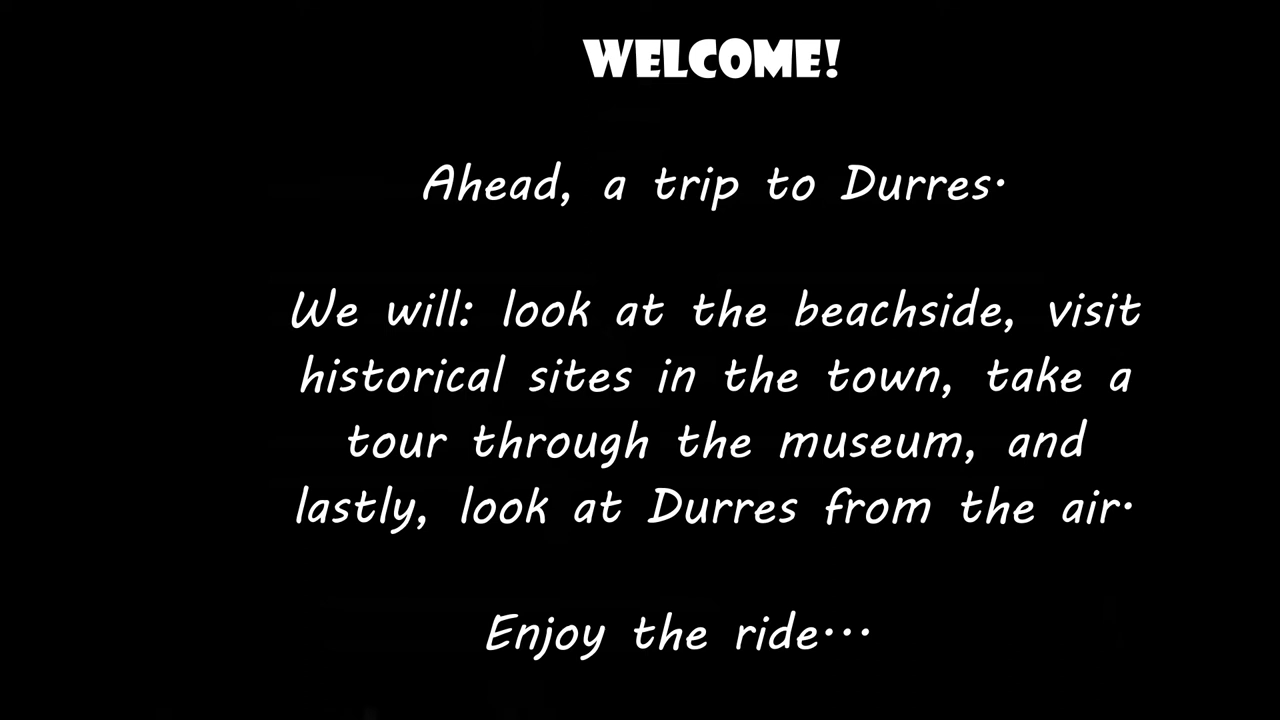 WELCOME!
Ahead, a trip to Durres.
We will: look at the beachside, visit
historical sites in the town, take a
tour through the museum, and
lastly, look at Durres from the air.
Enjoy the ride...